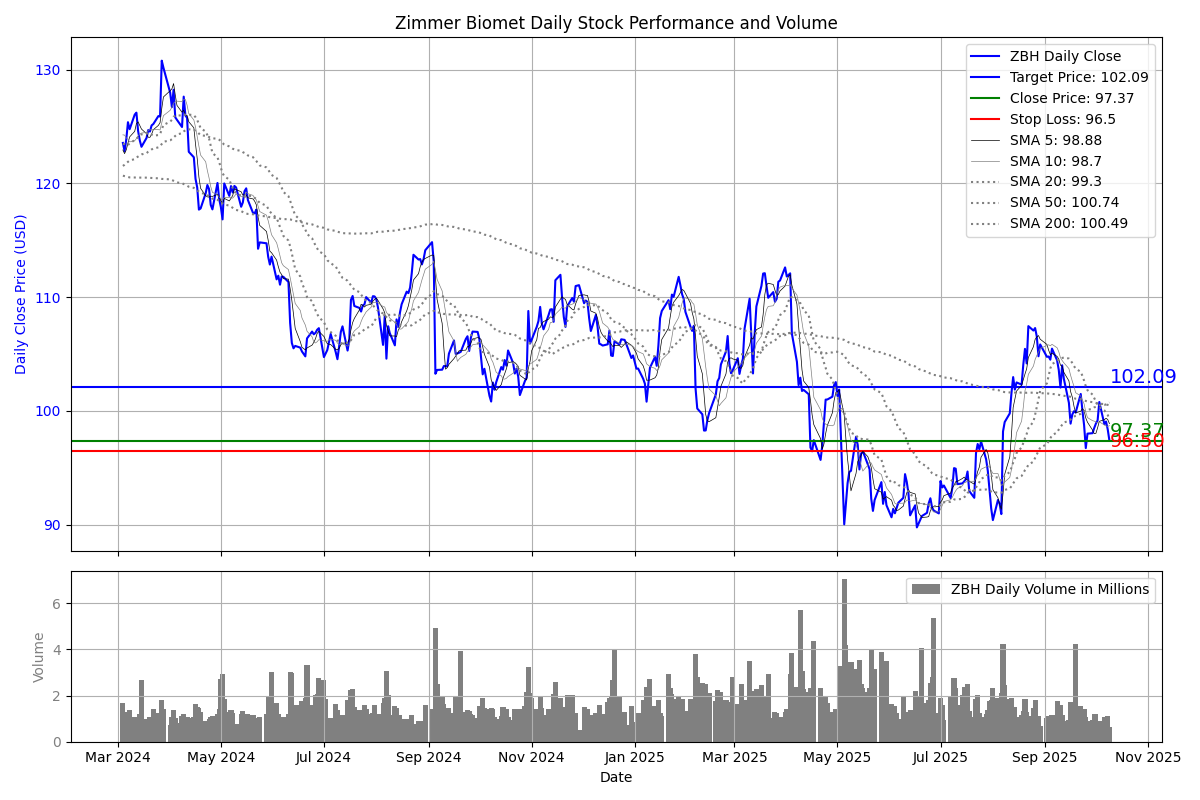 Zimmer Biomet Daily Stock Performance and Volume
Daily Close Price (USD)
130
120
110
100
90
ZBH Daily Close
Target Price: 102.09
Close Price: 97.37
Stop Loss: 96.5
SMA 5: 98.88
SMA 10: 98.7
SMA 20: 99.3
SMA 50: 100.74
SMA 200: 100.49
102.09
97.37
96.50
Volume
6
4
2
0
ZBH Daily Volume in Millions
Mar 2024 May 2024 Jul 2024 Sep 2024 Nov 2024 Jan 2025 Mar 2025 May 2025 Jul 2025 Sep 2025 Nov 2025
Date